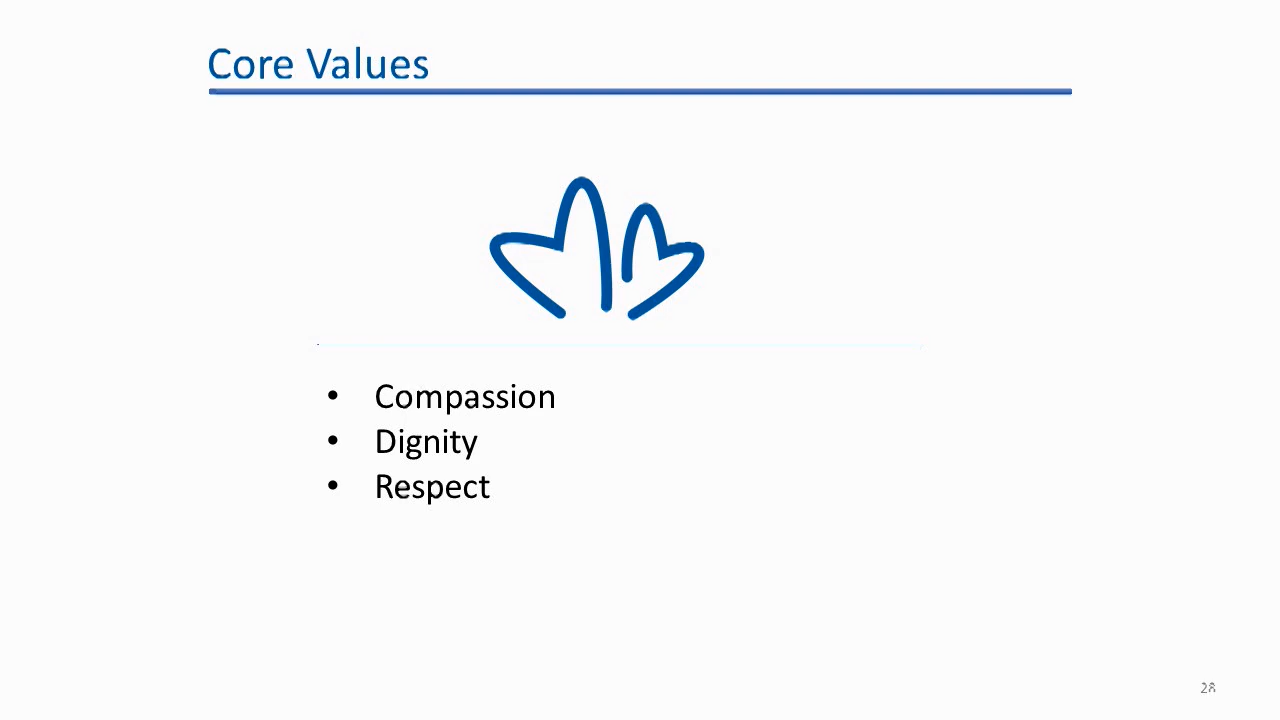 Core Values
• Compassion
• Dignity
• Respect
28